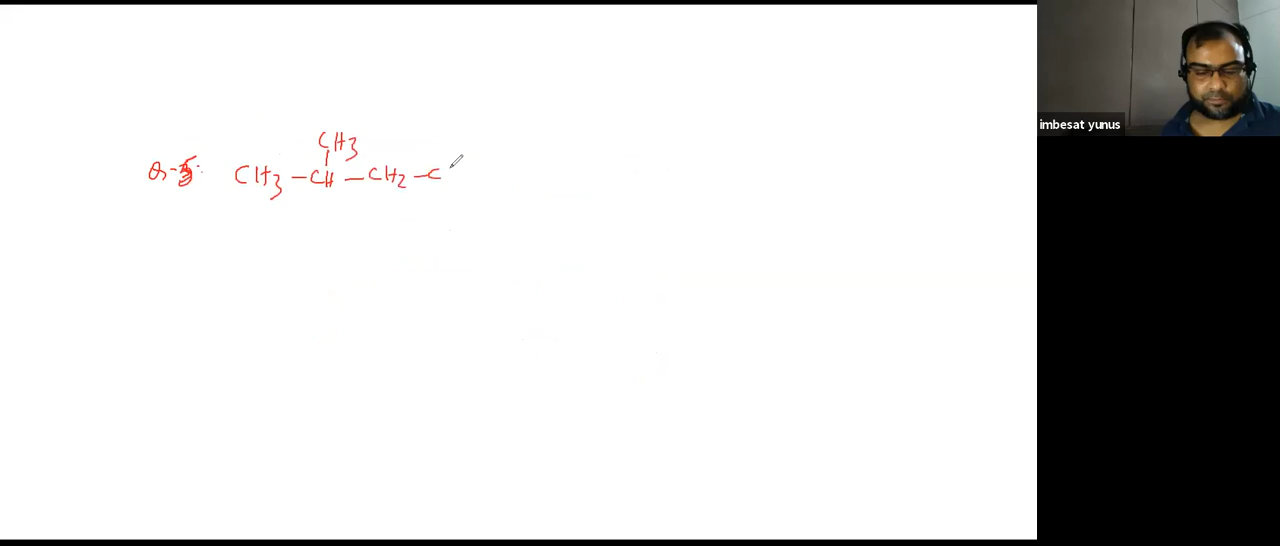 CH3
Q-5. CH3 – CH – CH2 – C
imbesat yunus